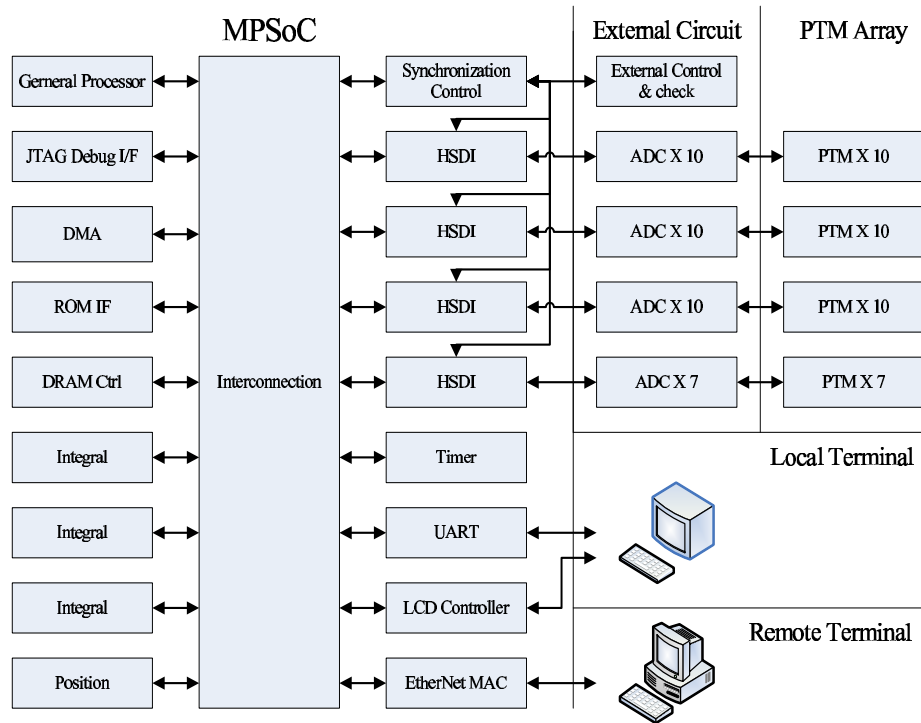 MPSoC
External Circuit
PTM Array
Gerneral Processor
Synchronization
Control
External Control
& check
JTAG Debug I/F
HSDI
ADC X 10
PTM X 10
DMA
HSDI
ADC X 10
PTM X 10
ROM IF
HSDI
ADC X 10
PTM X 10
DRAM Ctrl
Interconnection
HSDI
ADC X 7
PTM X 7
Integral
Timer
Local Terminal
Integral
UART
Integral
LCD Controller
Remote Terminal
Position
EtherNet MAC